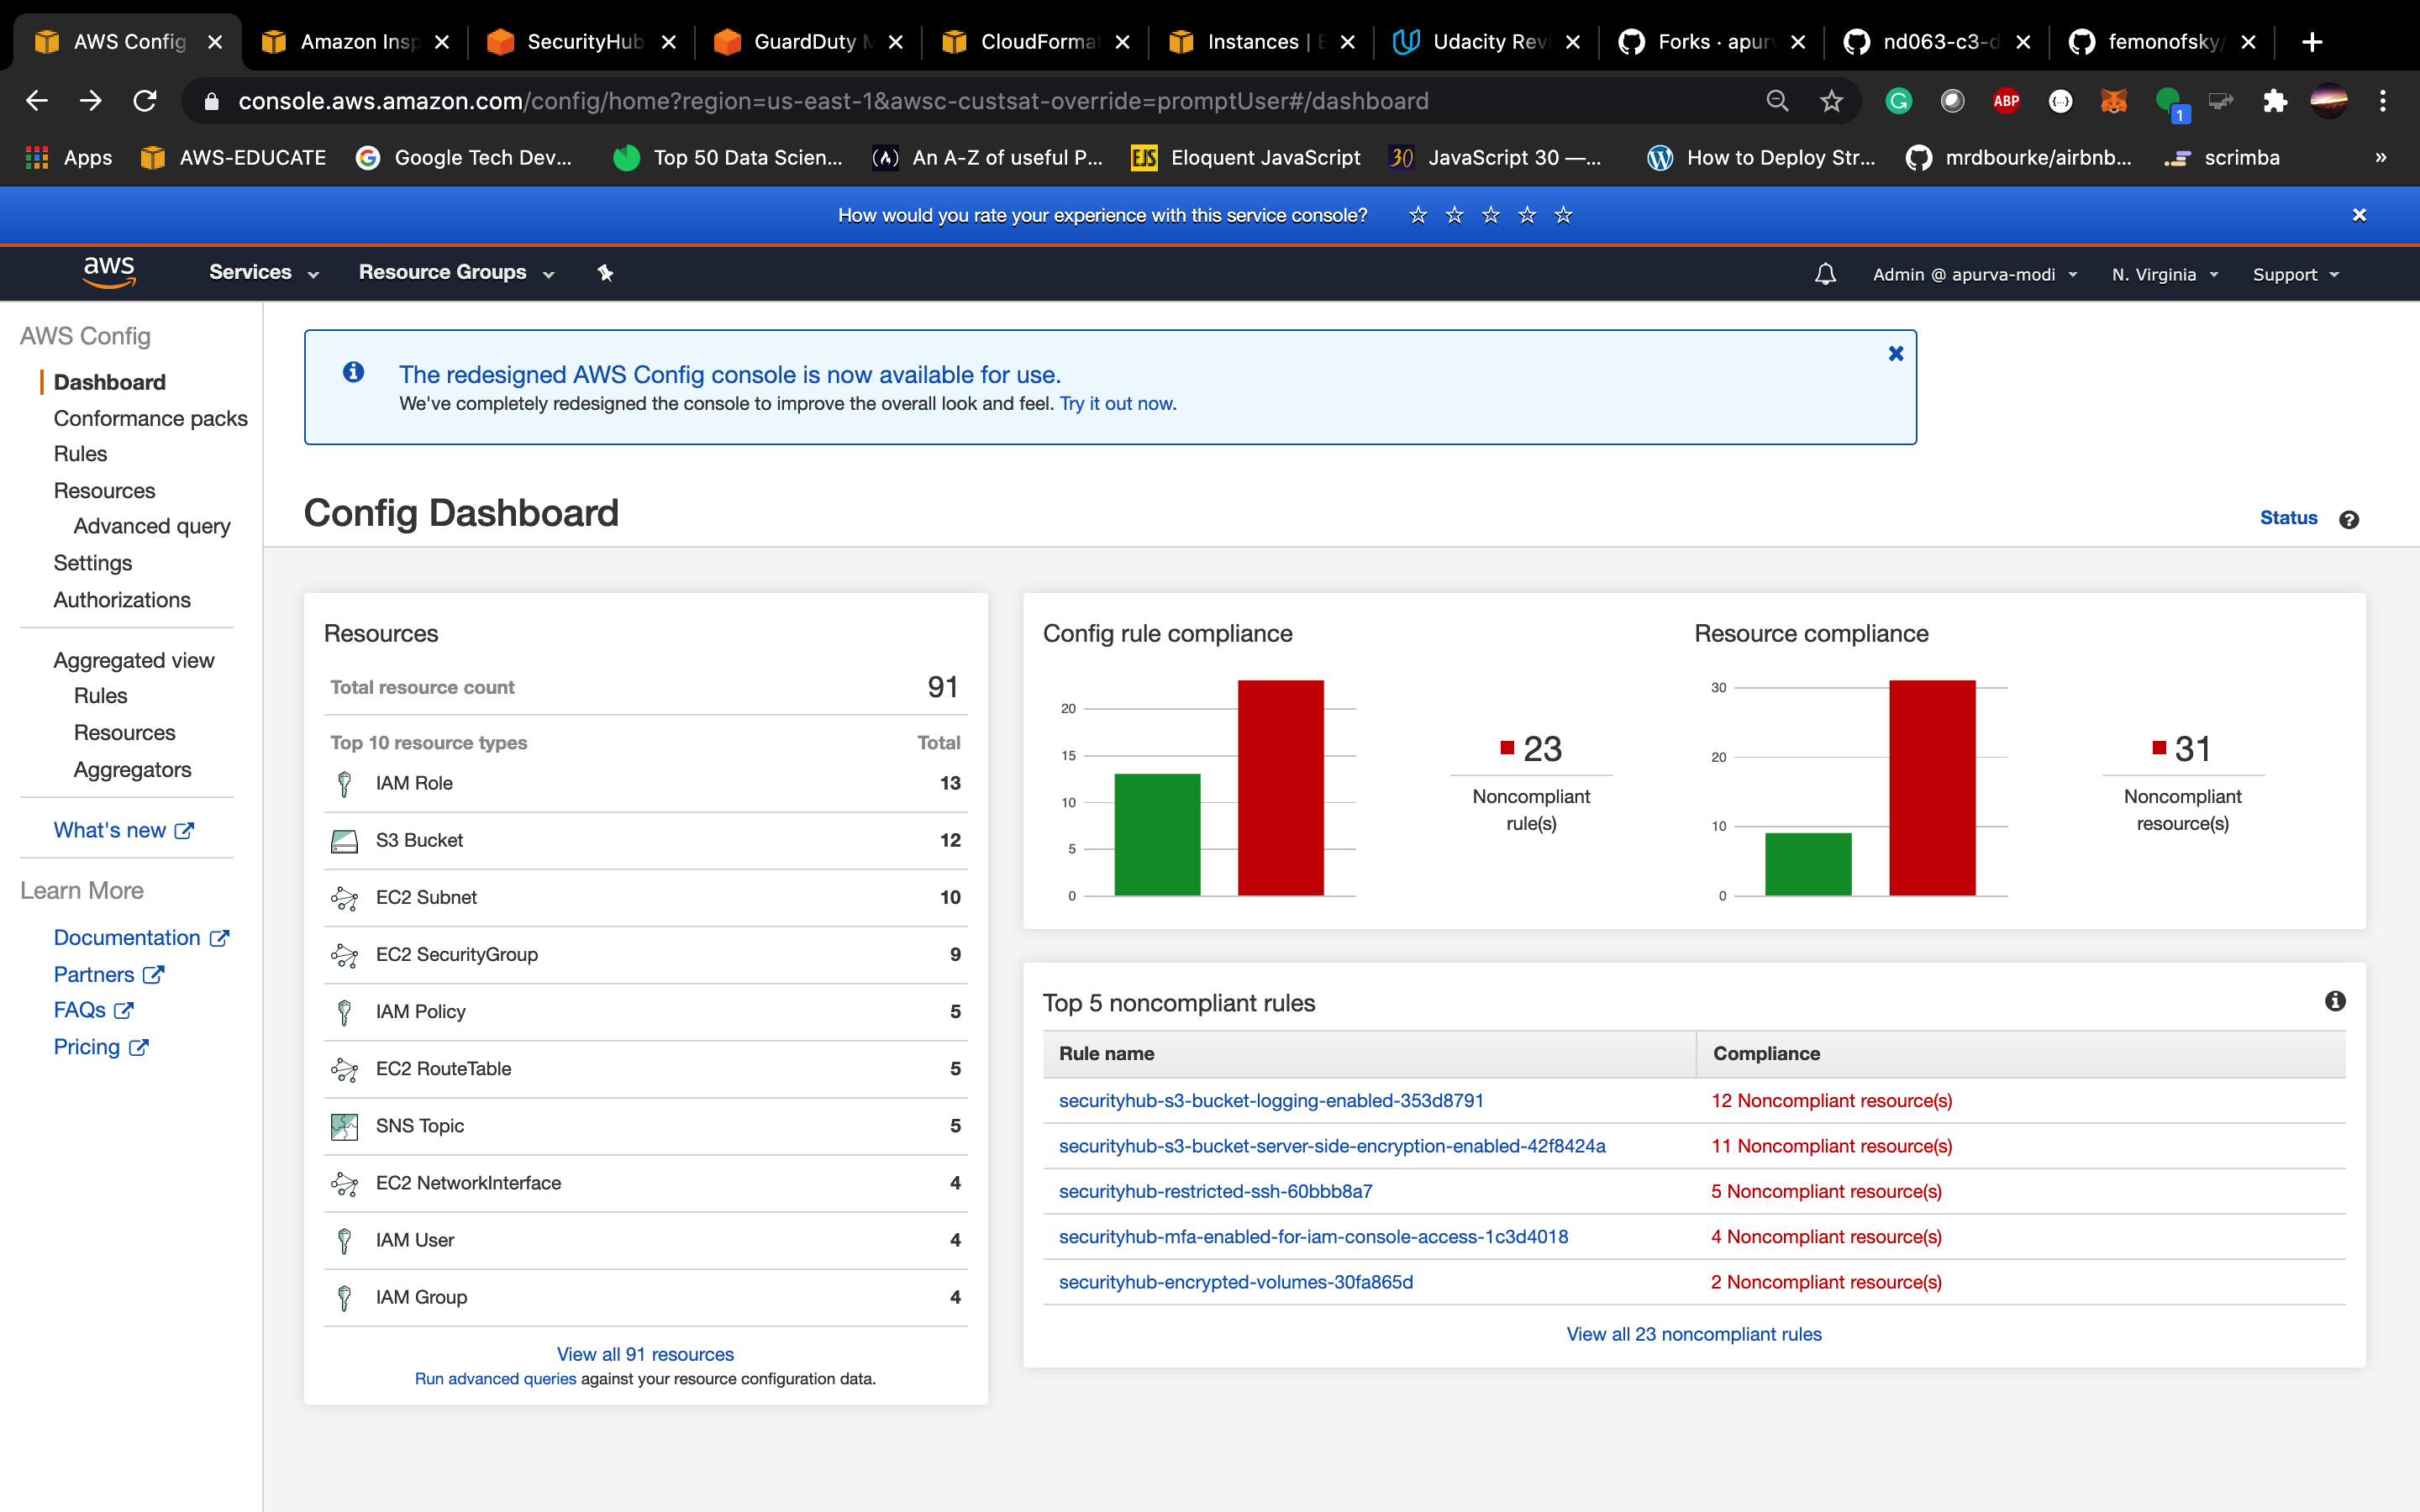 AWS Config
Amazon Insp
SecurityHub
GuardDuty M
CloudFormat
Instances | E
Udacity Revi
Forks · apurv
nd063-c3-d
femonofsky/
console.aws.amazon.com/config/home?region=us-east-1&awsc-custsat-override=promptUser#/dashboard
ABP
1
Apps
AWS-EDUCATE
Google Tech Dev...
Top 50 Data Scien...
An A-Z of useful P...
EJS
Eloquent JavaScript
30
JavaScript 30 —...
How to Deploy Str...
mrdbourke/airbnb...
scrimba
»
How would you rate your experience with this service console?
aws
Services
Resource Groups
Admin @ apurva-modi
N. Virginia
Support
AWS Config
Dashboard
Conformance packs
Rules
Resources
Advanced query
Settings
Authorizations
Aggregated view
Rules
Resources
Aggregators
What's new
Learn More
Documentation
Partners
FAQs
Pricing
The redesigned AWS Config console is now available for use.
We've completely redesigned the console to improve the overall look and feel. Try it out now.
Config Dashboard
Status
Resources
Total resource count 91
Top 10 resource types Total
IAM Role 13
S3 Bucket 12
EC2 Subnet 10
EC2 SecurityGroup 9
IAM Policy 5
EC2 RouteTable 5
SNS Topic 5
EC2 NetworkInterface 4
IAM User 4
IAM Group 4
View all 91 resources
Run advanced queries against your resource configuration data.
Config rule compliance
20
15
10
5
0
23
Noncompliant
rule(s)
Resource compliance
30
20
10
0
31
Noncompliant
resource(s)
Top 5 noncompliant rules
Rule name Compliance
securityhub-s3-bucket-logging-enabled-353d8791 12 Noncompliant resource(s)
securityhub-s3-bucket-server-side-encryption-enabled-42f8424a 11 Noncompliant resource(s)
securityhub-restricted-ssh-60bbb8a7 5 Noncompliant resource(s)
securityhub-mfa-enabled-for-iam-console-access-1c3d4018 4 Noncompliant resource(s)
securityhub-encrypted-volumes-30fa865d 2 Noncompliant resource(s)
View all 23 noncompliant rules